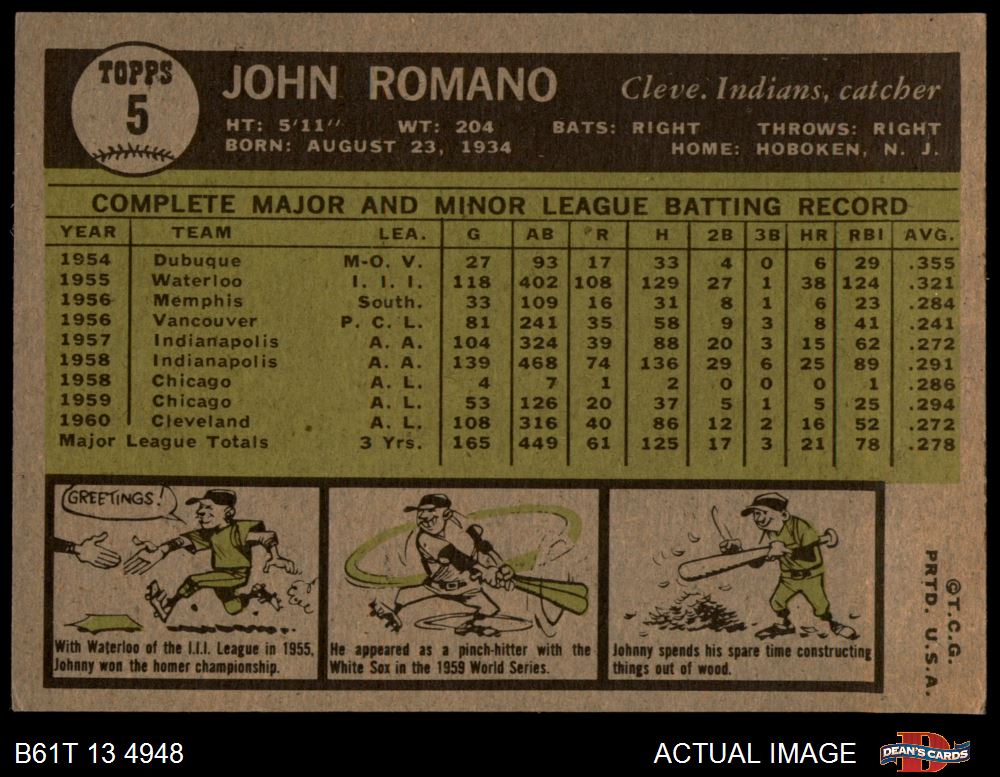 TOPPS
5
JOHN ROMANO
Cleve. Indians, catcher
HT: 5'11" WT: 204 BATS: RIGHT THROWS: RIGHT
BORN: AUGUST 23, 1934 HOME: HOBOKEN, N. J.
COMPLETE MAJOR AND MINOR LEAGUE BATTING RECORD
YEAR TEAM LEA. G AB R H 2B 3B HR RBI AVG.
1954 Dubuque M-O. V. 27 93 17 33 4 0 6 29 .355
1955 Waterloo I. I. I. 118 402 108 129 27 1 38 124 .321
1956 Memphis South. 33 109 16 31 8 1 6 23 .284
1956 Vancouver P. C. L. 81 241 35 58 9 3 8 41 .241
1957 Indianapolis A. A. 104 324 39 88 20 3 15 62 .272
1958 Indianapolis A. A. 139 468 74 136 29 6 25 89 .291
1958 Chicago A. L. 4 7 1 2 0 0 0 1 .286
1959 Chicago A. L. 53 126 20 37 5 1 5 25 .294
1960 Cleveland A. L. 108 316 40 86 12 2 16 52 .272
Major League Totals 3 Yrs. 165 449 61 125 17 3 21 78 .278
GREETINGS!
With Waterloo of the I.I.I. League in 1955,
Johnny won the homer championship.
He appeared as a pinch-hitter with the
White Sox in the 1959 World Series.
Johnny spends his spare time constructing
things out of wood.
©T.C.G.
PRTD. U.S.A.
B61T 13 4948
ACTUAL IMAGE
DEAN'S CARDS